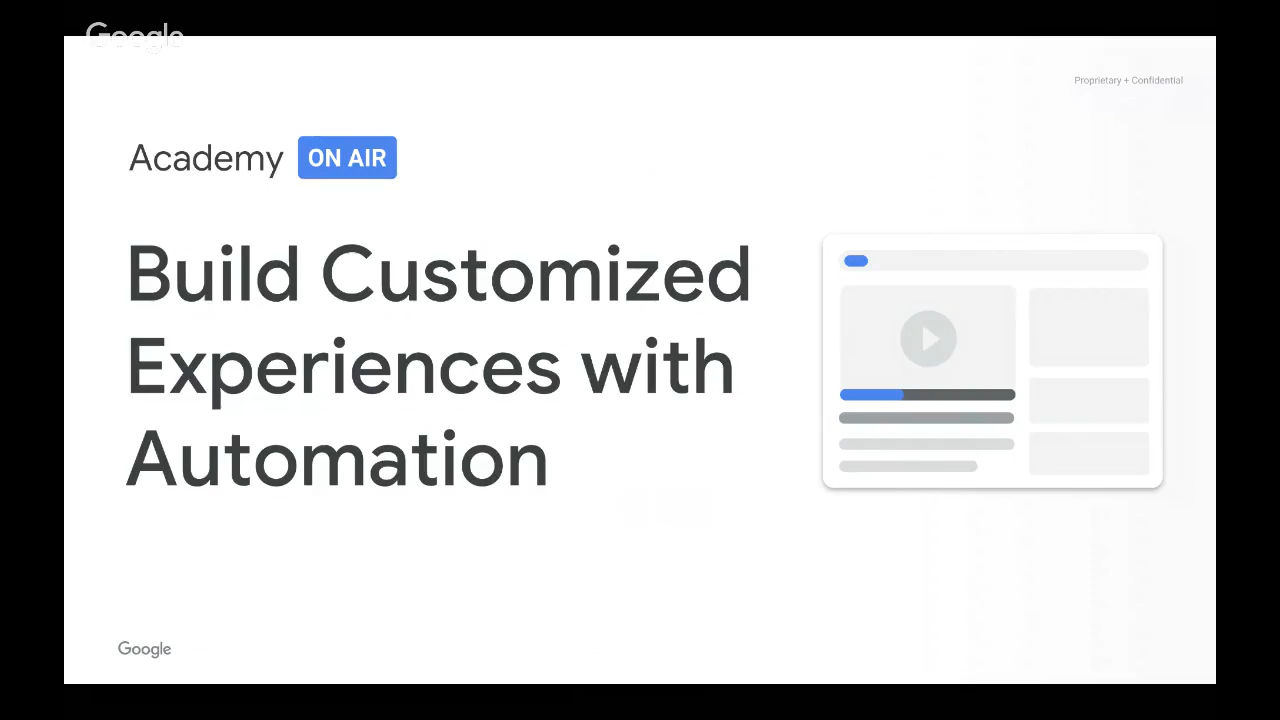 Google
Proprietary + Confidential
Academy ON AIR
Build Customized
Experiences with
Automation
Google